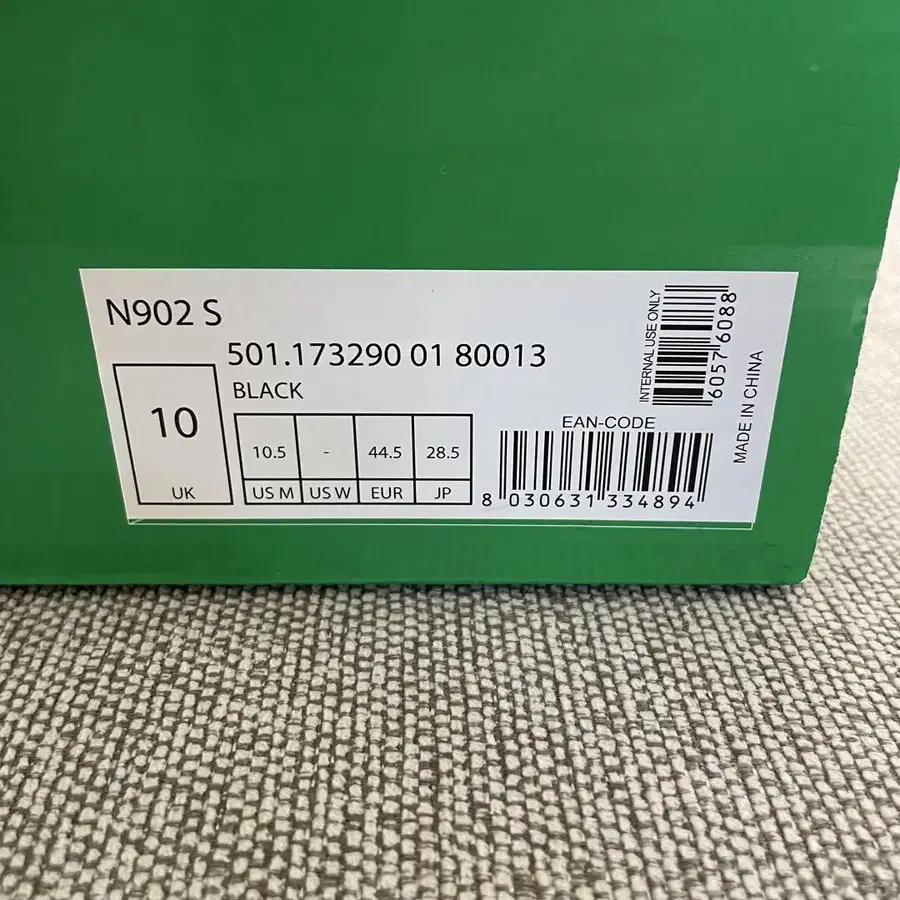 N902 S
501.173290 01 80013
BLACK
10
UK
10.5 - 44.5 28.5
US M US W EUR JP
EAN-CODE
8 030631 334894
INTERNAL USE ONLY
6057 6088
MADE IN CHINA